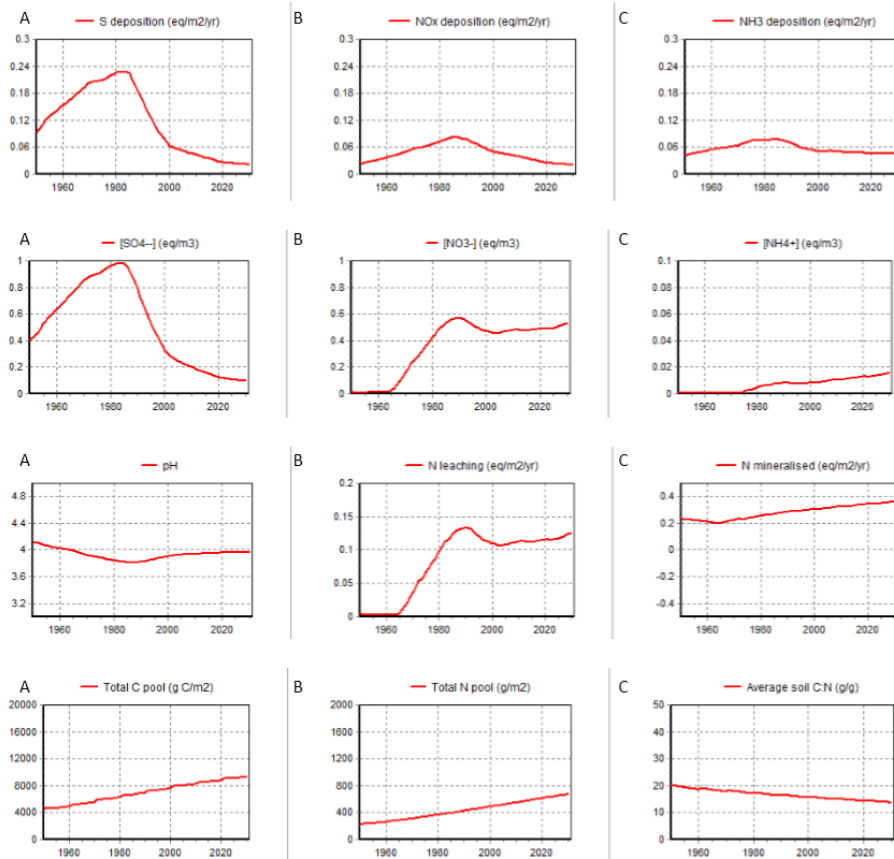 A
S deposition (eq/m2/yr)
0.3
0.24
0.18
0.12
0.06
0
1960 1980 2000 2020
B
NOx deposition (eq/m2/yr)
0.3
0.24
0.18
0.12
0.06
0
1960 1980 2000 2020
C
NH3 deposition (eq/m2/yr)
0.3
0.24
0.18
0.12
0.06
0
1960 1980 2000 2020
A
[SO4--] (eq/m3)
1
0.8
0.6
0.4
0.2
0
1960 1980 2000 2020
B
[NO3-] (eq/m3)
1
0.8
0.6
0.4
0.2
0
1960 1980 2000 2020
C
[NH4+] (eq/m3)
0.1
0.08
0.06
0.04
0.02
0
1960 1980 2000 2020
A
pH
4.8
4.4
4
3.6
3.2
1960 1980 2000 2020
B
N leaching (eq/m2/yr)
0.2
0.15
0.1
0.05
0
1960 1980 2000 2020
C
N mineralised (eq/m2/yr)
0.4
0.2
0
-0.2
-0.4
1960 1980 2000 2020
A
Total C pool (g C/m2)
20000
16000
12000
8000
4000
0
1960 1980 2000 2020
B
Total N pool (g/m2)
2000
1600
1200
800
400
0
1960 1980 2000 2020
C
Average soil C:N (g/g)
50
40
30
20
10
0
1960 1980 2000 2020